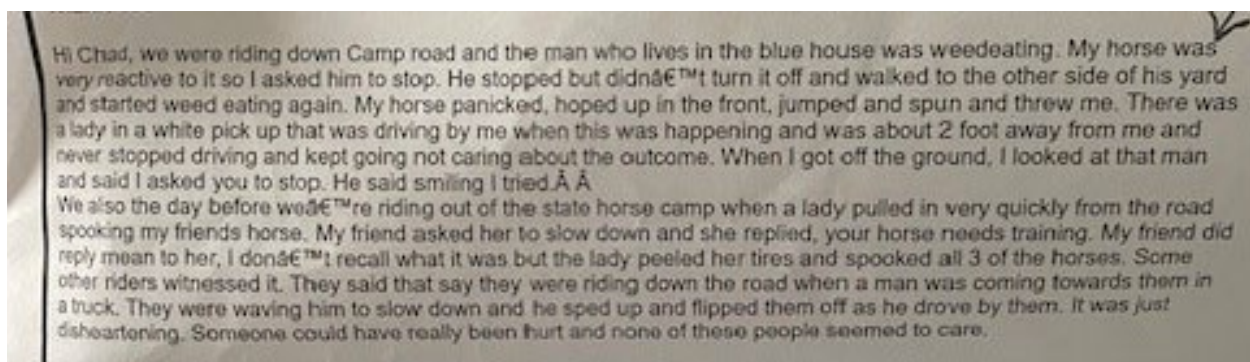 Hi Chad, we were riding down Camp road and the man who lives in the blue house was weedeating. My horse was
very reactive to it so I asked him to stop. He stopped but didnâ€™t turn it off and walked to the other side of his yard
and started weed eating again. My horse panicked, hoped up in the front, jumped and spun and threw me. There was
a lady in a white pick up that was driving by me when this was happening and was about 2 foot away from me and
never stopped driving and kept going not caring about the outcome. When I got off the ground, I looked at that man
and said I asked you to stop. He said smiling I tried.Â Â
We also the day before weâ€™re riding out of the state horse camp when a lady pulled in very quickly from the road
spooking my friends horse. My friend asked her to slow down and she replied, your horse needs training. My friend did
reply mean to her, I donâ€™t recall what it was but the lady peeled her tires and spooked all 3 of the horses. Some
other riders witnessed it. They said that say they were riding down the road when a man was coming towards them in
a truck. They were waving him to slow down and he sped up and flipped them off as he drove by them. It was just
disheartening. Someone could have really been hurt and none of these people seemed to care.